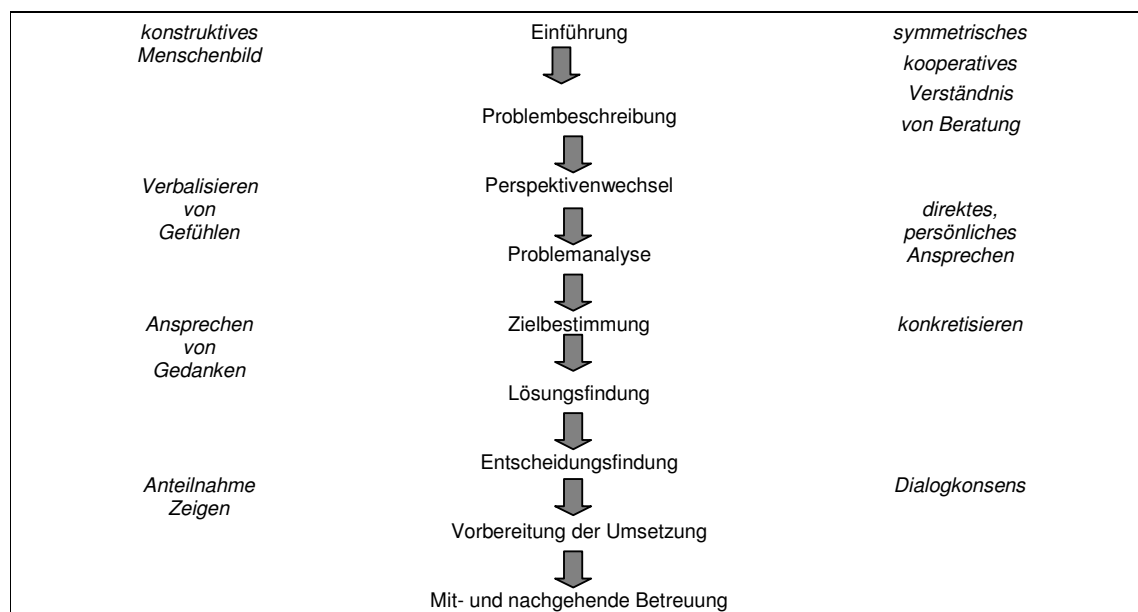 konstruktives
Menschenbild
Einführung
symmetrisches
kooperatives
Verständnis
von Beratung
Problembeschreibung
Verbalisieren
von
Gefühlen
Perspektivenwechsel
direktes,
persönliches
Ansprechen
Problemanalyse
Ansprechen
von
Gedanken
Zielbestimmung
konkretisieren
Lösungsfindung
Entscheidungsfindung
Anteilnahme
Zeigen
Dialogkonsens
Vorbereitung der Umsetzung
Mit- und nachgehende Betreuung